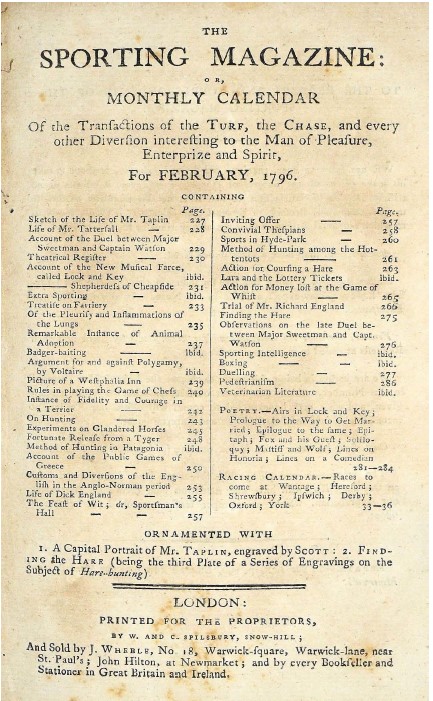 THE
SPORTING MAGAZINE:
OR,
MONTHLY CALENDAR
Of the Tranſactions of the TURF, the CHASE, and every
other Diverſion intereſting to the Man of Pleaſure,
Enterprize and Spirit,
For FEBRUARY, 1796.
CONTAINING
Page.
Sketch of the Life of Mr. Taplin 227
Life of Mr. Tatterſall — 228
Account of the Duel between Major
Sweetman and Captain Watſon 229
Theatrical Regiſter — 230
Account of the New Muſical Farce,
called Lock and Key ibid.
——— Shepherdeſs of Cheapſide 231
Extra Sporting — ibid.
Treatiſe on Farriery — 233
Of the Pleuriſy and Inflammations of
the Lungs — 235
Remarkable Inſtance of Animal
Adoption — 237
Badger-baiting — ibid.
Argument for and againſt Polygamy,
by Voltaire — ibid.
Picture of a Weſtphalia Inn 239
Rules in playing the Game of Cheſs 240
Inſtance of Fidelity and Courage in
a Terrier — 242
On Hunting — 243
Experiments on Glandered Horſes 245
Fortunate Releaſe from a Tyger 248
Method of Hunting in Patagonia ibid.
Account of the Public Games of
Greece — 250
Cuſtoms and Diverſions of the Eng-
liſh in the Anglo-Norman period 253
Life of Dick England — 255
The Feaſt of Wit; or, Sportſman's
Hall — — 257
Page.
Inviting Offer — 257
Convivial Theſpians — 258
Sports in Hyde-Park — 260
Method of Hunting among the Hot-
tentots — 261
Action for Courſing a Hare 263
Lara and the Lottery Tickets ibid.
Action for Money loſt at the Game of
Whiſt — 265
Trial of Mr. Richard England 266
Finding the Hare — 275
Obſervations on the late Duel be-
tween Major Sweetman and Capt.
Watſon — 276
Sporting Intelligence — ibid.
Boxing — — ibid.
Duelling — 277
Pedeſtrianiſm — 286
Veterinarian Literature ibid.
POETRY.—Airs in Lock and Key;
Prologue to the Way to Get Mar-
ried; Epilogue to the ſame; Epi-
taph; Fox and his Gueſt; Solilo-
quy; Maſtiff and Wolf; Lines on
Honoria; Lines on a Comedian
281—284
RACING CALENDAR.—Races to
come at Wantage; Hereford;
Shrewſbury; Ipſwich; Derby;
Oxford; York 33—36
ORNAMENTED WITH
1. A Capital Portrait of Mr. TAPLIN, engraved by SCOTT: 2. FIND-
ING the HARE (being the third Plate of a Series of Engravings on the
Subject of Hare-hunting)
LONDON:
PRINTED FOR THE PROPRIETORS,
BY W. AND C. SPILSBURY, SNOW-HILL;
And Sold by J. WHEBLE, No. 18, Warwick-ſquare, Warwick-lane, near
St. Paul's; John Hilton, at Newmarket; and by every Bookſeller and
Stationer in Great Britain and Ireland.